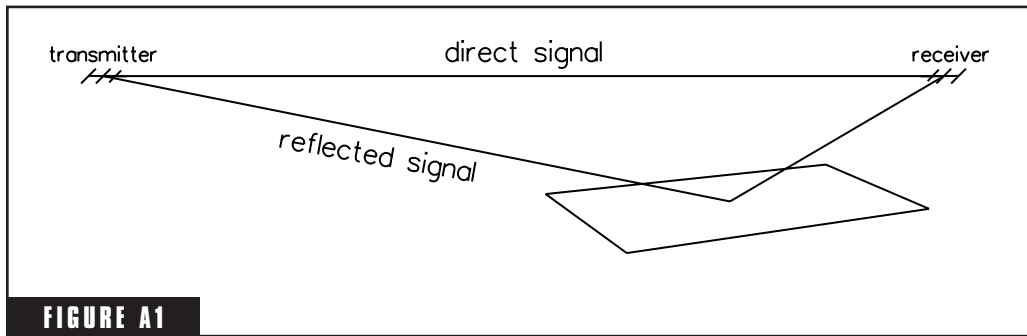 transmitter
direct signal
receiver
reflected signal
FIGURE A1